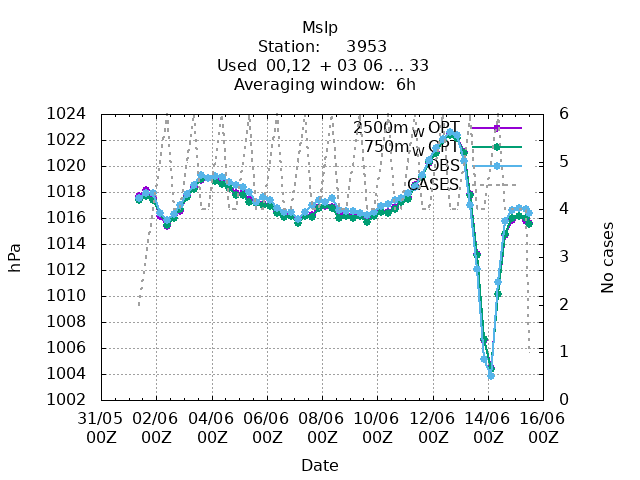 Mslp
Station: 3953
Used 00,12 + 03 06 ... 33
Averaging window: 6h
1024
1022
1020
1018
1016
1014
1012
1010
1008
1006
1004
1002
hPa
6
5
4
3
2
1
0
No cases
2500m w OPT
750m w OPT
OBS
CASES
31/05 02/06 04/06 06/06 08/06 10/06 12/06 14/06 16/06
00Z 00Z 00Z 00Z 00Z 00Z 00Z 00Z 00Z
Date